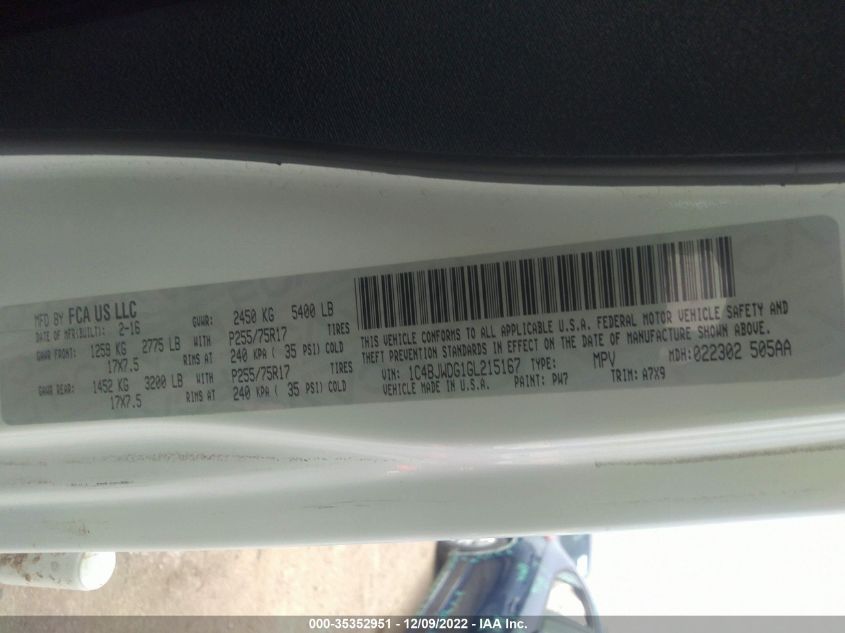 MFD BY FCA US LLC
DATE OF MFR(BUILT): 2-16 GVWR: 2450 KG 5400 LB
GAWR FRONT: 1259 KG 2775 LB WITH P255/75R17 TIRES
17X7.5 RIMS AT 240 KPA ( 35 PSI) COLD
GAWR REAR: 1452 KG 3200 LB WITH P255/75R17 TIRES
17X7.5 RIMS AT 240 KPA ( 35 PSI) COLD
THIS VEHICLE CONFORMS TO ALL APPLICABLE U.S.A. FEDERAL MOTOR VEHICLE SAFETY AND
THEFT PREVENTION STANDARDS IN EFFECT ON THE DATE OF MANUFACTURE SHOWN ABOVE.
VIN: 1C4BJWDG1GL215167 TYPE: MPV MDH:022302 505AA
VEHICLE MADE IN U.S.A. PAINT: PW7 TRIM: A7X9
000-35352951 - 12/09/2022 - IAA Inc.